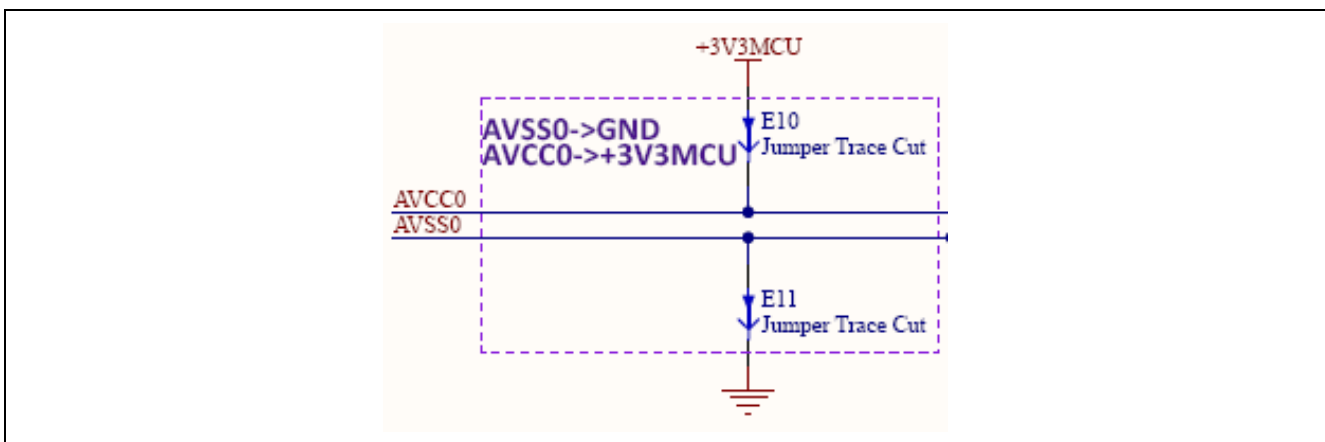 +3V3MCU
E10
Jumper Trace Cut
AVSS0->GND
AVCC0->+3V3MCU
AVCC0
AVSS0
E11
Jumper Trace Cut